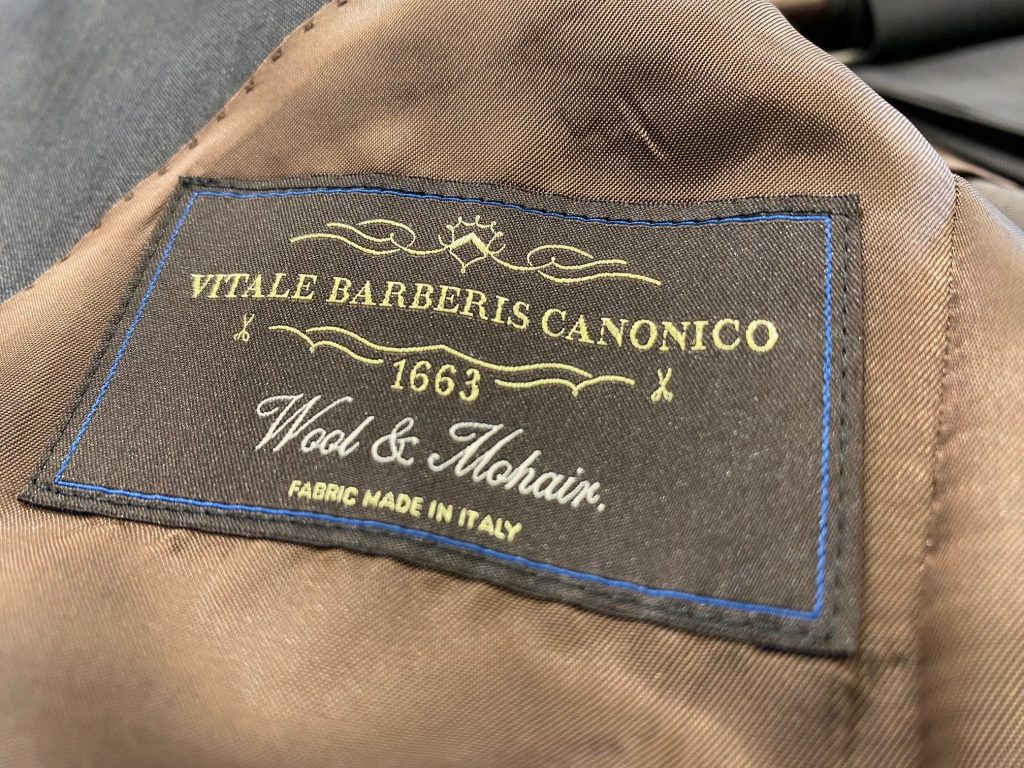 VITALE BARBERIS CANONICO
1663
Wool & Mohair.
FABRIC MADE IN ITALY